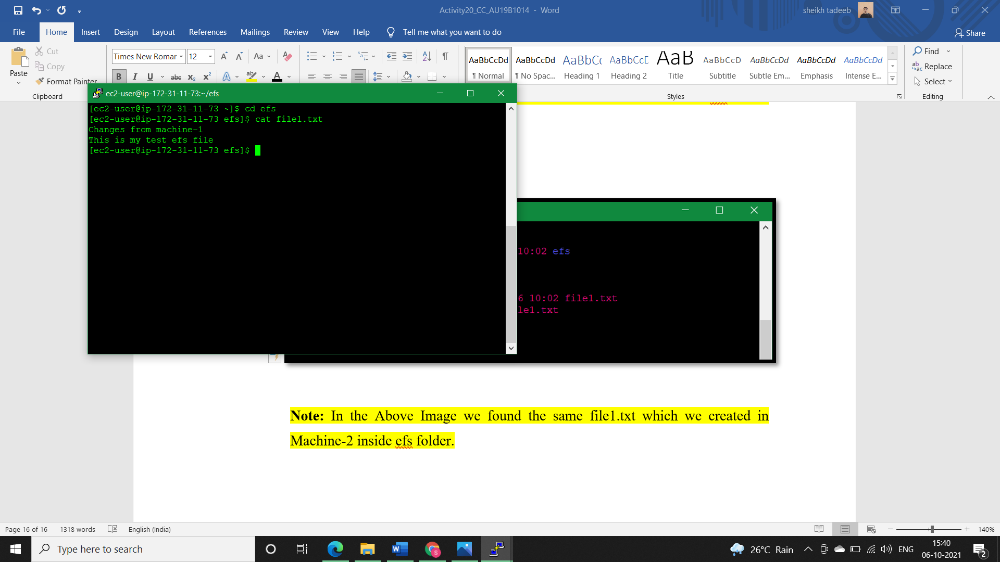 Activity20_CC_AU19B1014 - Word
sheikh tadeeb
File Home Insert Design Layout References Mailings Review View Help Tell me what you want to do
Share
Paste
Cut
Copy
Format Painter
Clipboard
Times New Romar 12
Aa
B I U abc x₂ x² A ab A
AaBbCcDd AaBbCcDd AaBbCc AaBbCcC AaB AaBbCcD AaBbCcDd AaBbCcDd AaBbCcDd
¶ Normal ¶ No Spac... Heading 1 Heading 2 Title Subtitle Subtle Em... Emphasis Intense E...
Styles
Find
Replace
Select
Editing
ec2-user@ip-172-31-11-73:~/efs
[ec2-user@ip-172-31-11-73 ~]$ cd efs
[ec2-user@ip-172-31-11-73 efs]$ cat file1.txt
Changes from machine-1
This is my test efs file
[ec2-user@ip-172-31-11-73 efs]$
10:02 efs
6 10:02 file1.txt
le1.txt
Note: In the Above Image we found the same file1.txt which we created in
Machine-2 inside efs folder.
Page 16 of 16 1318 words English (India) 140%
Type here to search
26°C Rain ENG 15:40
06-10-2021
2